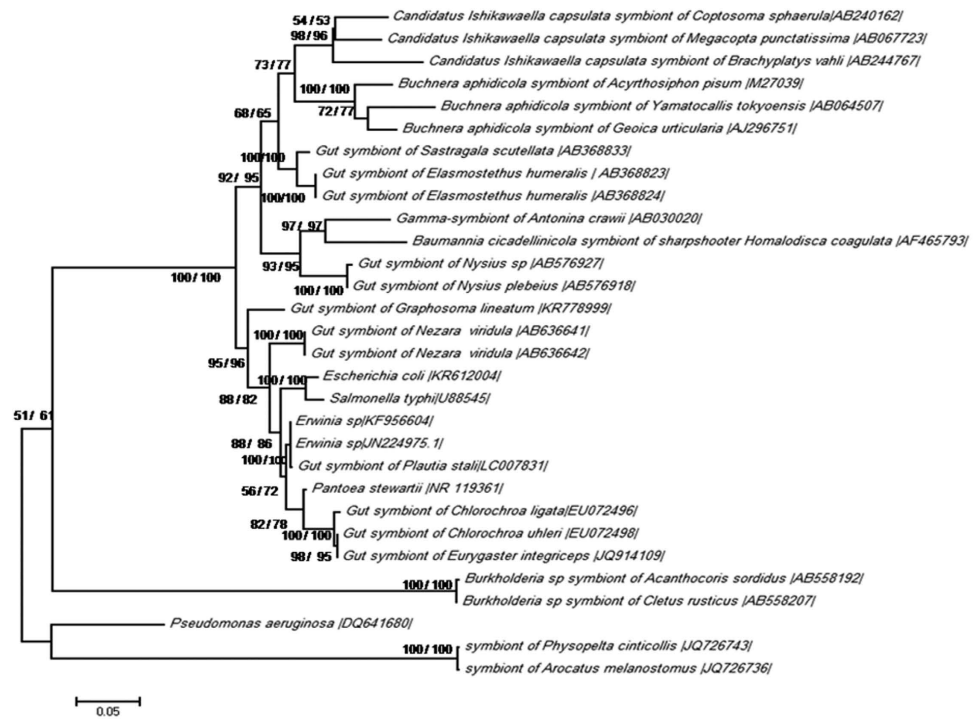 54/ 53
Candidatus Ishikawaella capsulata symbiont of Coptosoma sphaerula|AB240162/
98/ 96
Candidatus Ishikawaella capsulata symbiont of Megacopta punctatissima |AB067723/
73/ 77
Candidatus Ishikawaella capsulata symbiont of Brachyplatys vahli |AB244767/
100/ 100
Buchnera aphidicola symbiont of Acyrthosiphon pisum |M27039/
72/ 77
Buchnera aphidicola symbiont of Yamatocallis tokyoensis |AB064507/
68/ 65
Buchnera aphidicola symbiont of Geoica urticularia |AJ296751/
100/100
Gut symbiont of Sastragala scutellata |AB368833/
92/ 95
Gut symbiont of Elasmostethus humeralis | AB368823/
100/100
Gut symbiont of Elasmostethus humeralis |AB368824/
97/ 97
Gamma-symbiont of Antonina crawii |AB030020/
Baumannia cicadellinicola symbiont of sharpshooter Homalodisca coagulata |AF465793/
93/ 95
Gut symbiont of Nysius sp |AB576927/
100/ 100
100/ 100
Gut symbiont of Nysius plebeius |AB576918/
Gut symbiont of Graphosoma lineatum |KR778999/
100/ 100
Gut symbiont of Nezara viridula |AB636641/
95/ 96
Gut symbiont of Nezara viridula |AB636642/
100/ 100
Escherichia coli |KR612004/
88/ 82
Salmonella typhi|U88545/
51/ 61
Erwinia sp|KF956604/
88/ 86
Erwinia sp|JN224975.1/
100/ 100
Gut symbiont of Plautia stali|LC007831/
56/ 72
Pantoea stewartii |NR 119361/
82/ 78
Gut symbiont of Chlorochroa ligata|EU072496/
100/ 100
Gut symbiont of Chlorochroa uhleri |EU072498/
98/ 95
Gut symbiont of Eurygaster integriceps |JQ914109/
100/ 100
Burkholderia sp symbiont of Acanthocoris sordidus |AB558192/
Burkholderia sp symbiont of Cletus rusticus |AB558207/
Pseudomonas aeruginosa |DQ641680/
100/ 100
symbiont of Physopelta cinticollis |JQ726743/
symbiont of Arocatus melanostomus |JQ726736/
0.05